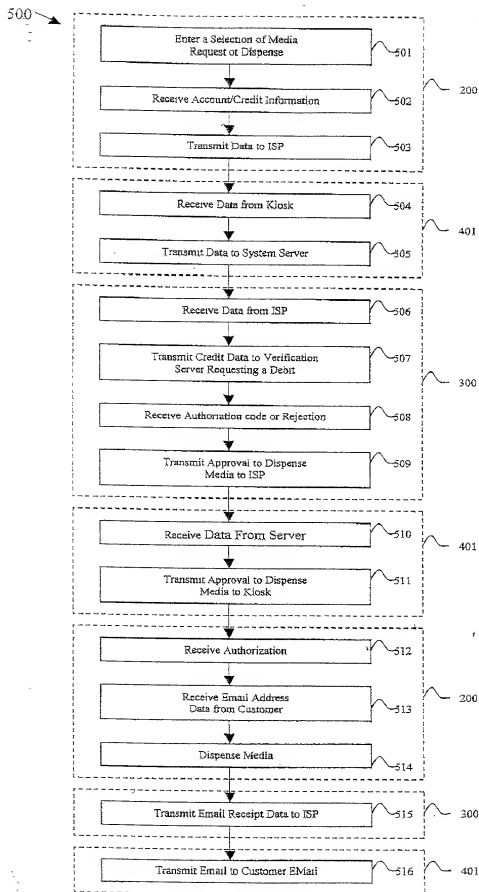 500
Enter a Selection of Media
Request ot Dispense
501
Receive Account/Credit Information
502
200
Transmit Data to ISP
503
Receive Data from Kiosk
504
401
Transmit Data to System Server
505
Receive Data from ISP
506
Transmit Credit Data to Verification
Server Requesting a Debit
507
300
Receive Authoriation code or Rejection
508
Transmit Approval to Dispense
Media to ISP
509
Receive Data From Server
510
401
Transmit Approval to Dispense
Media to Kiosk
511
Receive Authorization
512
Receive Email Address
Data from Customer
513
200
Dispense Media
514
Transmit Email Receipt Data to ISP
515
300
Transmit Email to Customer EMail
516
401